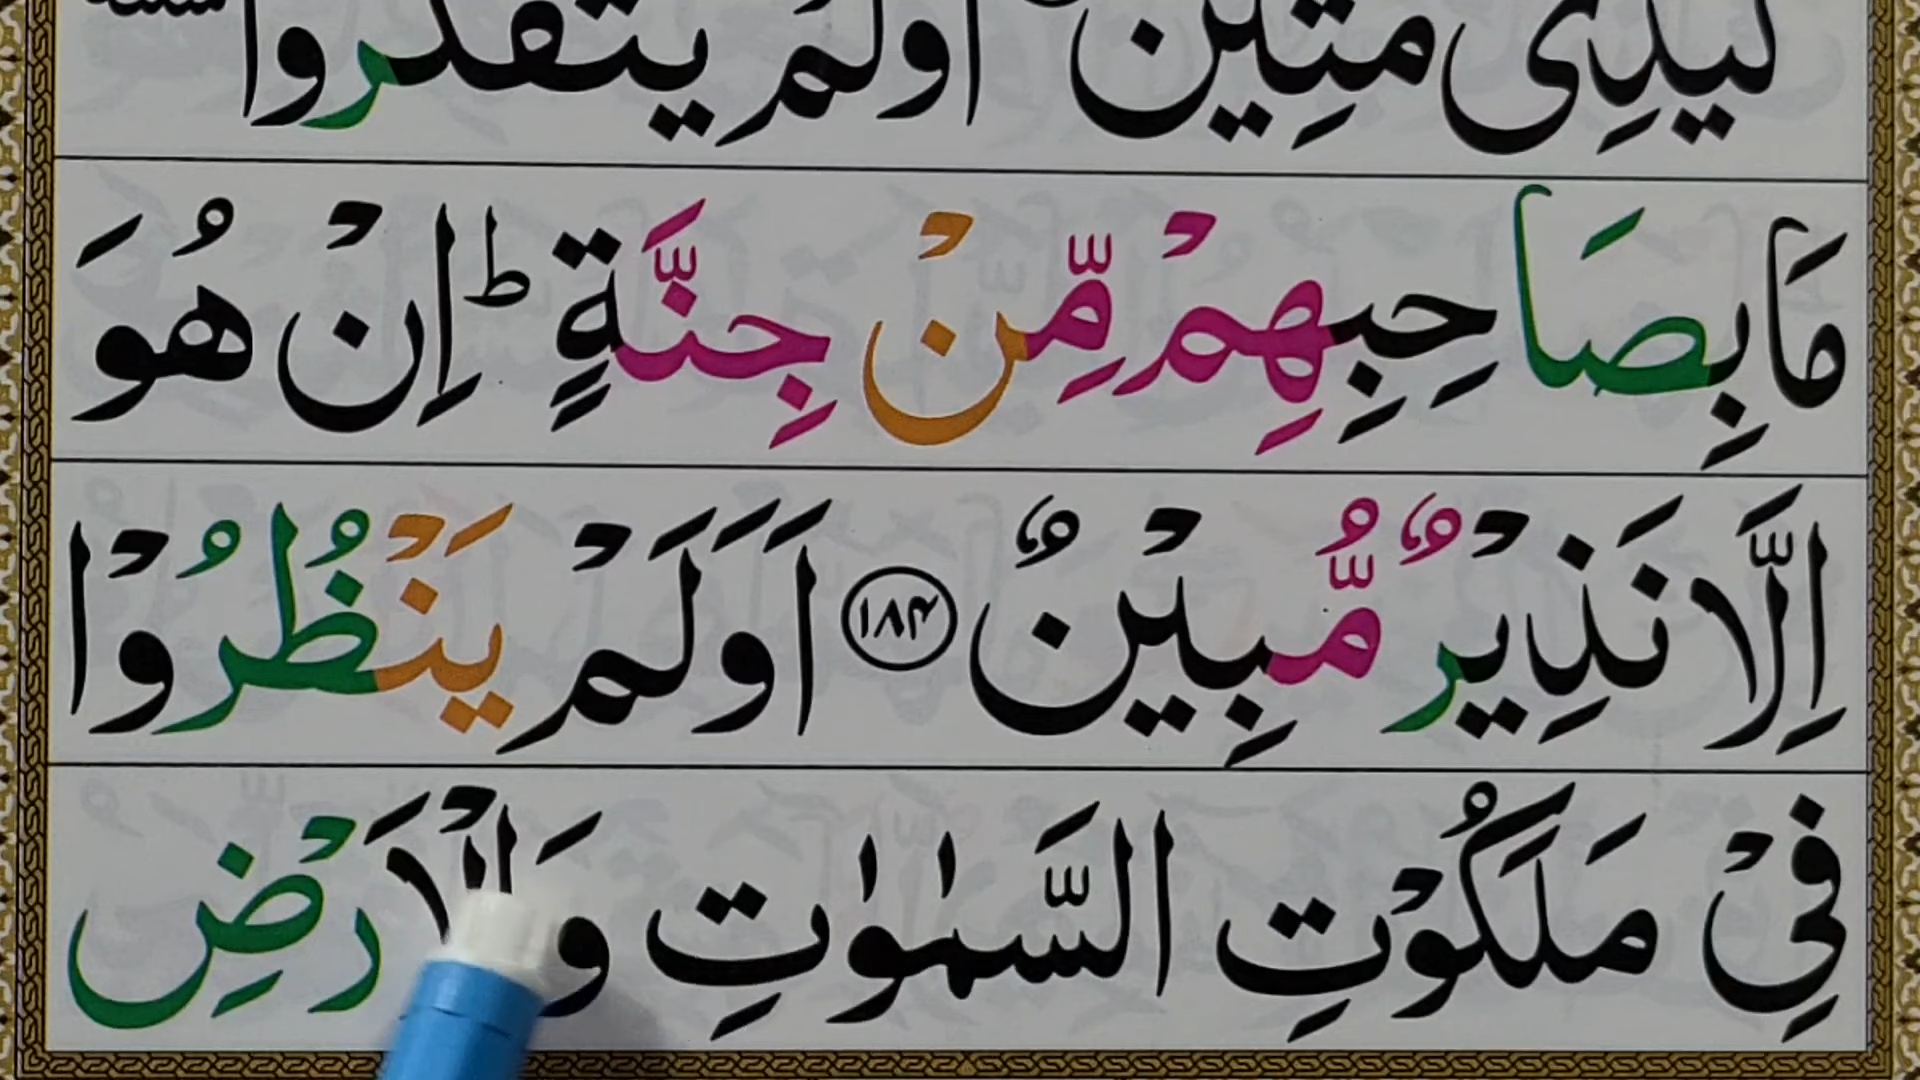 كَيْدِىْ مَتِيْنٌ اَوَلَمْ يَتَفَكَّرُوْا
مَا بِصَاحِبِهِمْ مِّنْ جِنَّةٍ ؕ اِنْ هُوَ
اِلَّا نَذِيْرٌ مُّبِيْنٌ ﴿۱۸۴﴾ اَوَلَمْ يَنْظُرُوْا
فِىْ مَلَكُوْتِ السَّمٰوٰتِ وَالْاَرْضِ